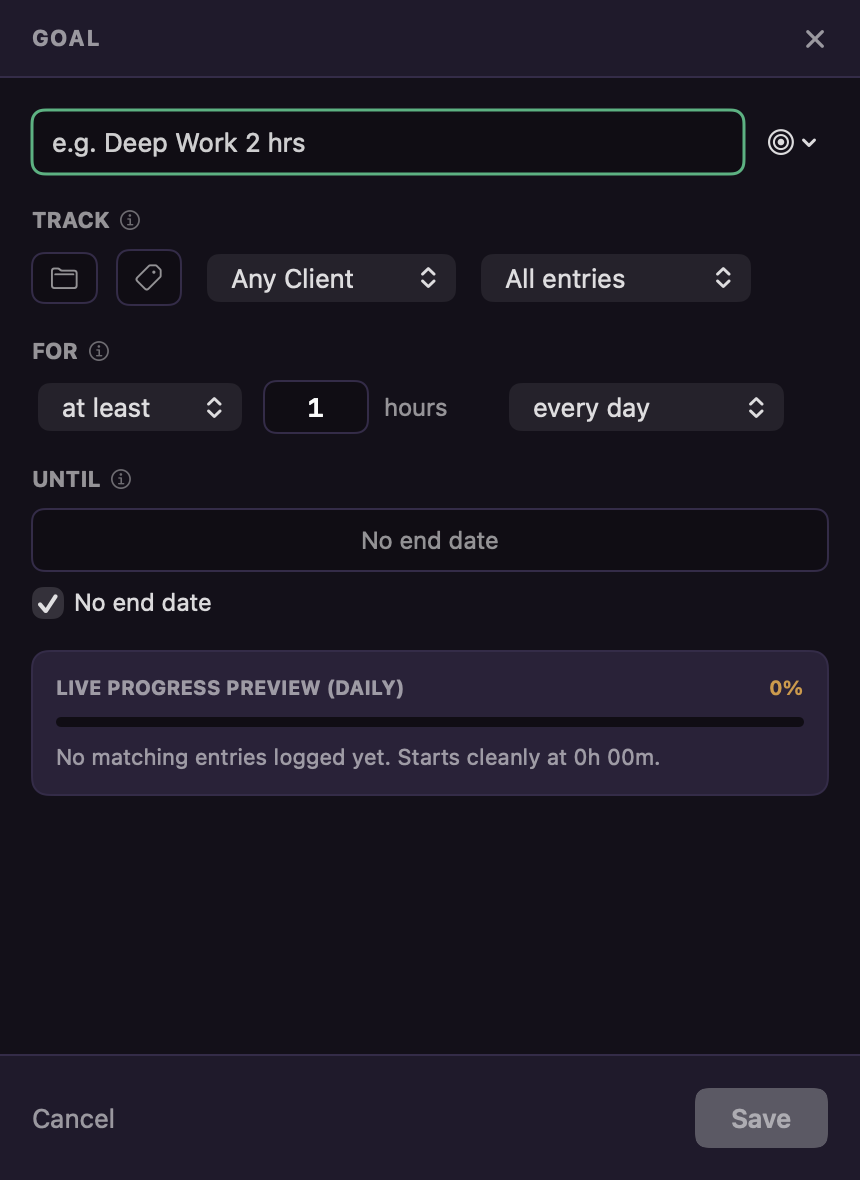 GOAL
e.g. Deep Work 2 hrs
TRACK
Any Client All entries
FOR
at least 1 hours every day
UNTIL
No end date
No end date
LIVE PROGRESS PREVIEW (DAILY) 0%
No matching entries logged yet. Starts cleanly at 0h 00m.
Cancel Save